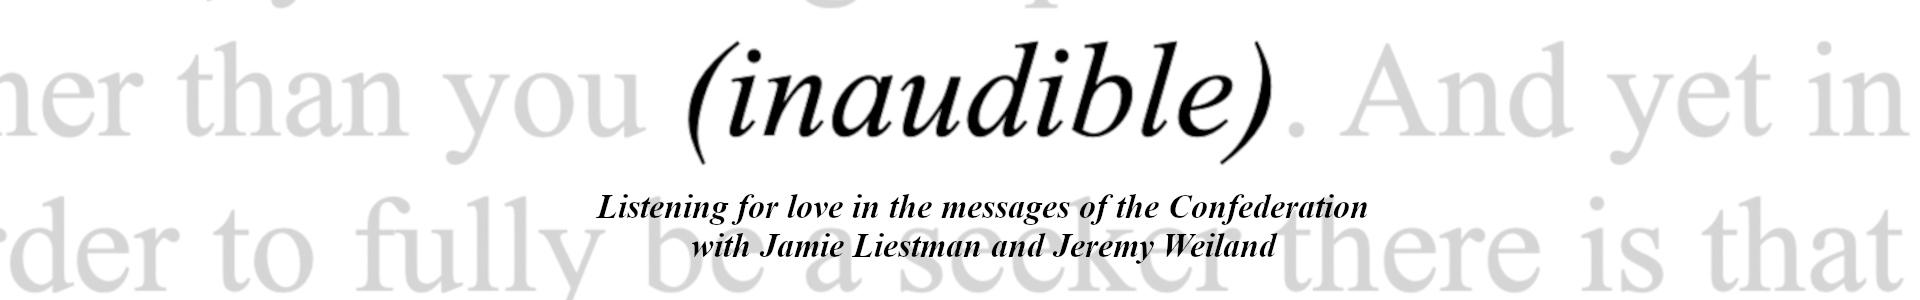 her than you (inaudible). And yet in
Listening for love in the messages of the Confederation
with Jamie Liestman and Jeremy Weiland
rder to fully be a seeker there is that